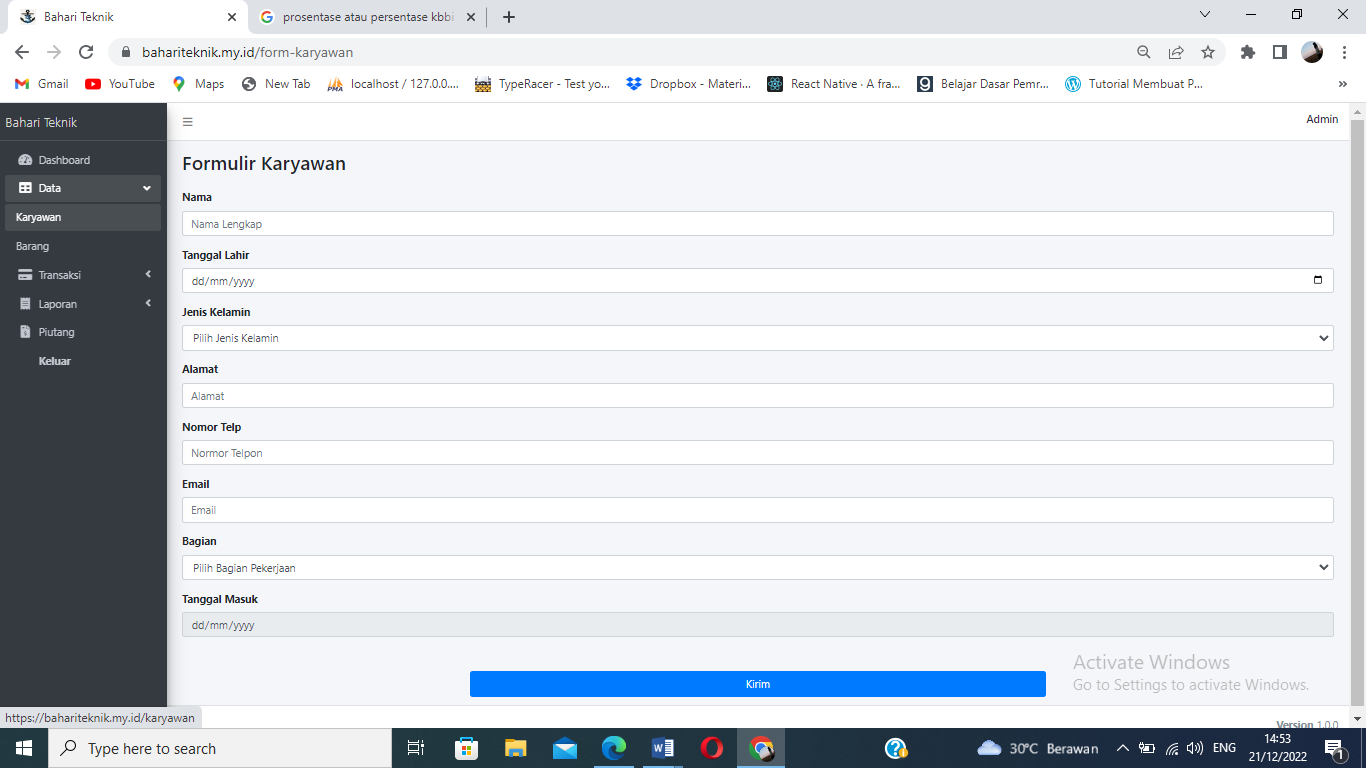 Bahari Teknik
prosentase atau persentase kbbi
bahariteknik.my.id/form-karyawan
Gmail
YouTube
Maps
New Tab
localhost / 127.0.0....
TypeRacer - Test yo...
Dropbox - Materi...
React Native · A fra...
Belajar Dasar Pemr...
Tutorial Membuat P...
Bahari Teknik
Admin
Dashboard
Data
Karyawan
Barang
Transaksi
Laporan
Piutang
Keluar
Formulir Karyawan
Nama
Nama Lengkap
Tanggal Lahir
dd/mm/yyyy
Jenis Kelamin
Pilih Jenis Kelamin
Alamat
Alamat
Nomor Telp
Normor Telpon
Email
Email
Bagian
Pilih Bagian Pekerjaan
Tanggal Masuk
dd/mm/yyyy
Kirim
Activate Windows
Go to Settings to activate Windows.
https://bahariteknik.my.id/karyawan
Version 1.0.0
Type here to search
30°C Berawan
ENG
14:53
21/12/2022
1